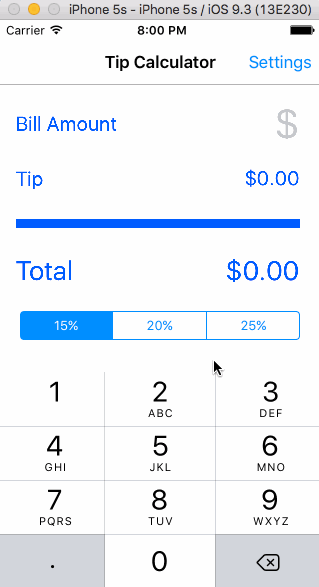 iPhone 5s - iPhone 5s / iOS 9.3 (13E230)
Carrier 8:00 PM
Tip Calculator Settings
Bill Amount $
Tip $0.00
Total $0.00
15% 20% 25%
1 2 3
ABC DEF
4 5 6
GHI JKL MNO
7 8 9
PQRS TUV WXYZ
. 0